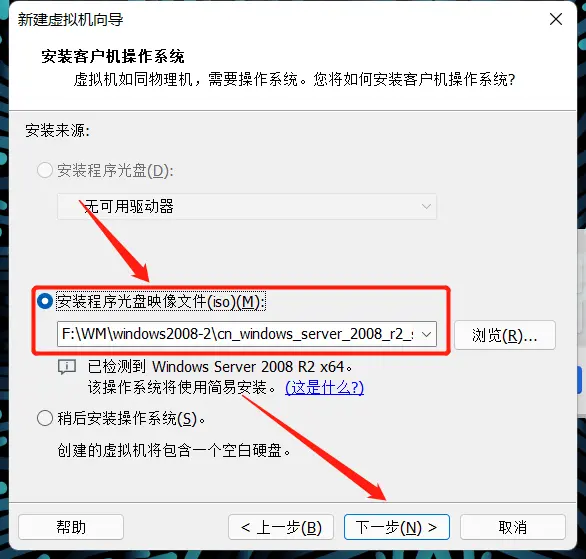 新建虚拟机向导
安装客户机操作系统
虚拟机如同物理机，需要操作系统。您将如何安装客户机操作系统?
安装来源:
安装程序光盘(D):
无可用驱动器
安装程序光盘映像文件(iso)(M):
F:\WM\windows2008-2\cn_windows_server_2008_r2_s
浏览(R)...
已检测到 Windows Server 2008 R2 x64。
该操作系统将使用简易安装。 (这是什么?)
稍后安装操作系统(S)。
创建的虚拟机将包含一个空白硬盘。
帮助
< 上一步(B)
下一步(N) >
取消